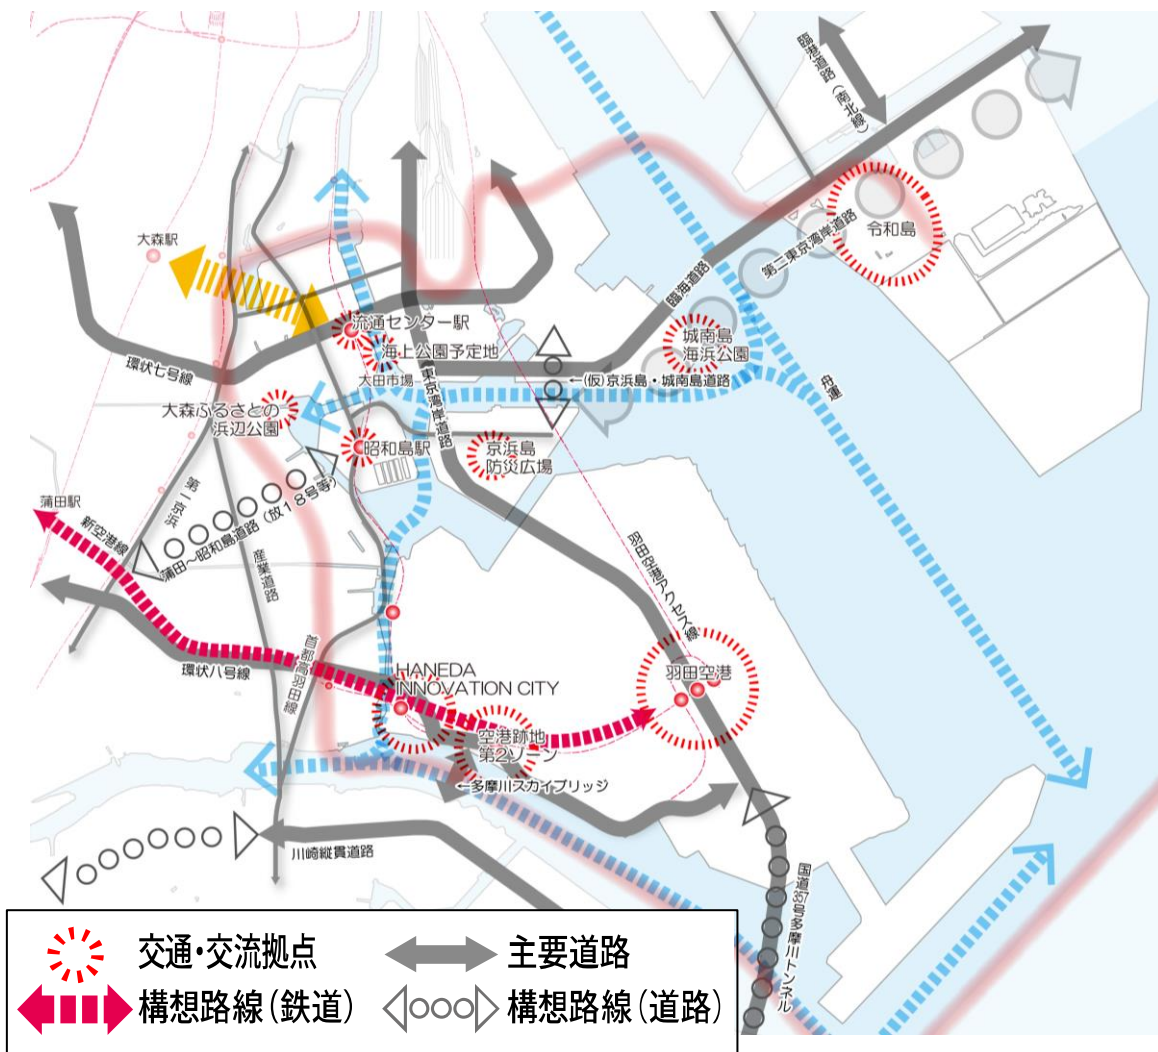 臨港道路(南北線)
大森駅
令和島
第二東京湾岸道路
臨海道路
流通センター駅
海上公園予定地
城南島
海浜公園
環状七号線
大田市場
東京湾岸道路
←(仮)京浜島・城南島道路
舟運
大森ふるさとの
浜辺公園
昭和島駅
京浜島
防災広場
蒲田駅
新空港線
第一京浜
蒲田~昭和島道路(放18号等)
産業道路
羽田空港アクセス線
首都高羽田線
環状八号線
HANEDA
INNOVATION CITY
羽田空港
空港跡地
第2ゾーン
←多摩川スカイブリッジ
川崎縦貫道路
国道357号多摩川トンネル
交通・交流拠点
主要道路
構想路線(鉄道)
構想路線(道路)